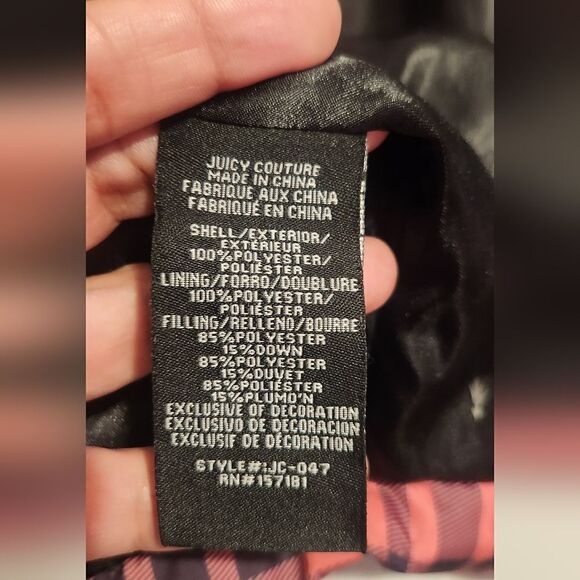 JUICY COUTURE
MADE IN CHINA
FABRIQUE AUX CHINA
FABRIQUÉ EN CHINA
SHELL/EXTERIOR/
EXTÉRIEUR
100%POLYESTER/
POLIÉSTER
LINING/FORRO/DOUBLURE
100%POLYESTER/
POLIÉSTER
FILLING/RELLENO/BOURRE
85%POLYESTER
15%DOWN
85%POLYESTER
15%DUVET
85%POLIÉSTER
15%PLUMO'N
EXCLUSIVE OF DECORATION
EXCLUSIVO DE DECORACION
EXCLUSIF DE DÉCORATION
STYLE#:JC-047
RN#157181